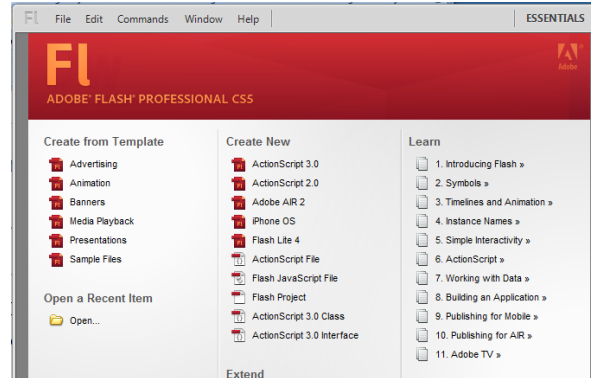 Fl File Edit Commands Window Help ESSENTIALS
Fl
Adobe
ADOBE® FLASH® PROFESSIONAL CS5
Create from Template
Advertising
Animation
Banners
Media Playback
Presentations
Sample Files
Open a Recent Item
Open...
Create New
ActionScript 3.0
ActionScript 2.0
Adobe AIR 2
iPhone OS
Flash Lite 4
ActionScript File
Flash JavaScript File
Flash Project
ActionScript 3.0 Class
ActionScript 3.0 Interface
Extend
Learn
1. Introducing Flash »
2. Symbols »
3. Timelines and Animation »
4. Instance Names »
5. Simple Interactivity »
6. ActionScript »
7. Working with Data »
8. Building an Application »
9. Publishing for Mobile »
10. Publishing for AIR »
11. Adobe TV »